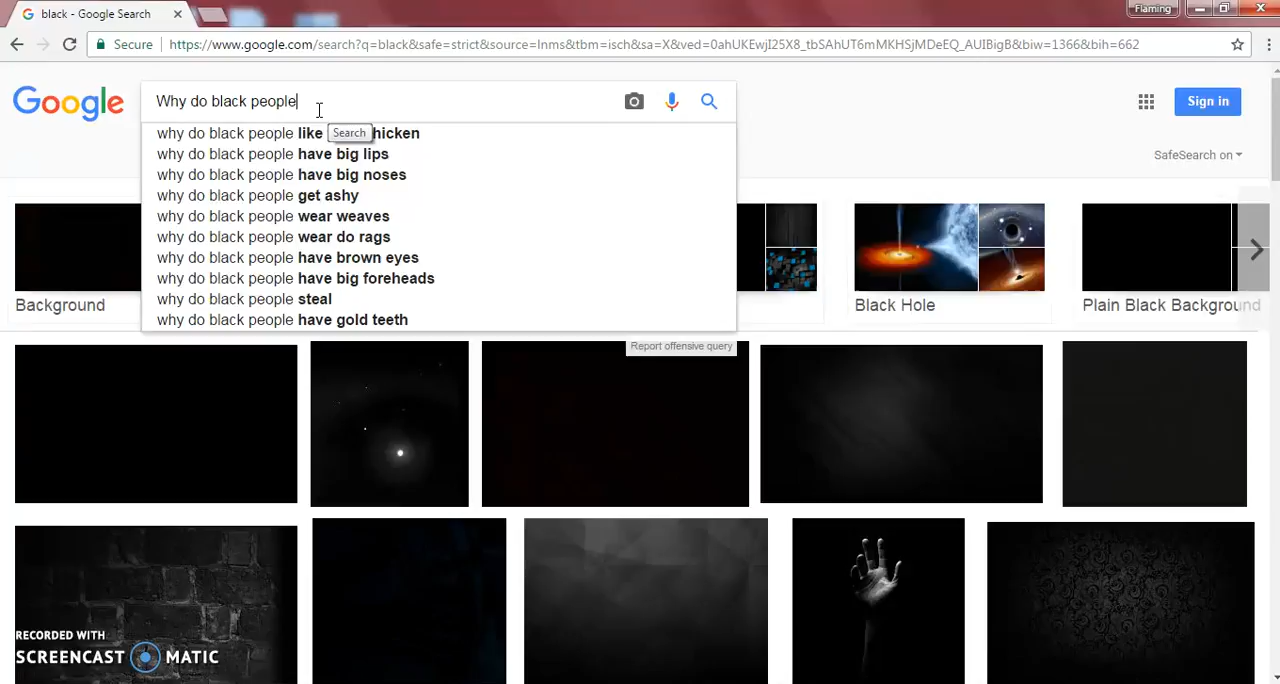 black - Google Search
Flaming
Secure
https://www.google.com/search?q=black&safe=strict&source=lnms&tbm=isch&sa=X&ved=0ahUKEwjI25X8_tbSAhUT6mMKHSjMDeEQ_AUIBigB&biw=1366&bih=662
Google
Why do black people
Sign in
why do black people like Search hicken
why do black people have big lips
SafeSearch on
why do black people have big noses
why do black people get ashy
why do black people wear weaves
why do black people wear do rags
why do black people have brown eyes
why do black people have big foreheads
why do black people steal
why do black people have gold teeth
Background
Black Hole
Plain Black Background
Report offensive query
RECORDED WITH
SCREENCAST MATIC